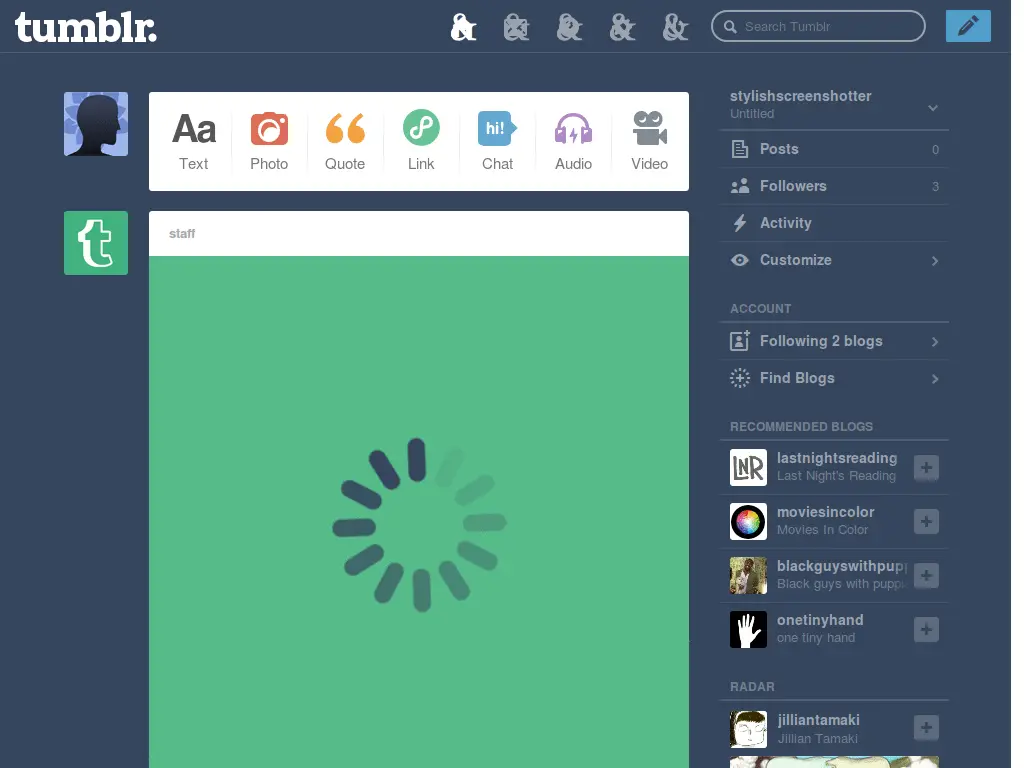 tumblr.
& & & & &
Search Tumblr
Aa
hi!
Text Photo Quote Link Chat Audio Video
t
staff
stylishscreenshotter
Untitled
Posts 0
Followers 3
Activity
Customize
ACCOUNT
Following 2 blogs
Find Blogs
RECOMMENDED BLOGS
LNR
lastnightsreading
Last Night's Reading
moviesincolor
Movies In Color
blackguyswithpup
Black guys with pupp
onetinyhand
one tiny hand
RADAR
jilliantamaki
Jillian Tamaki